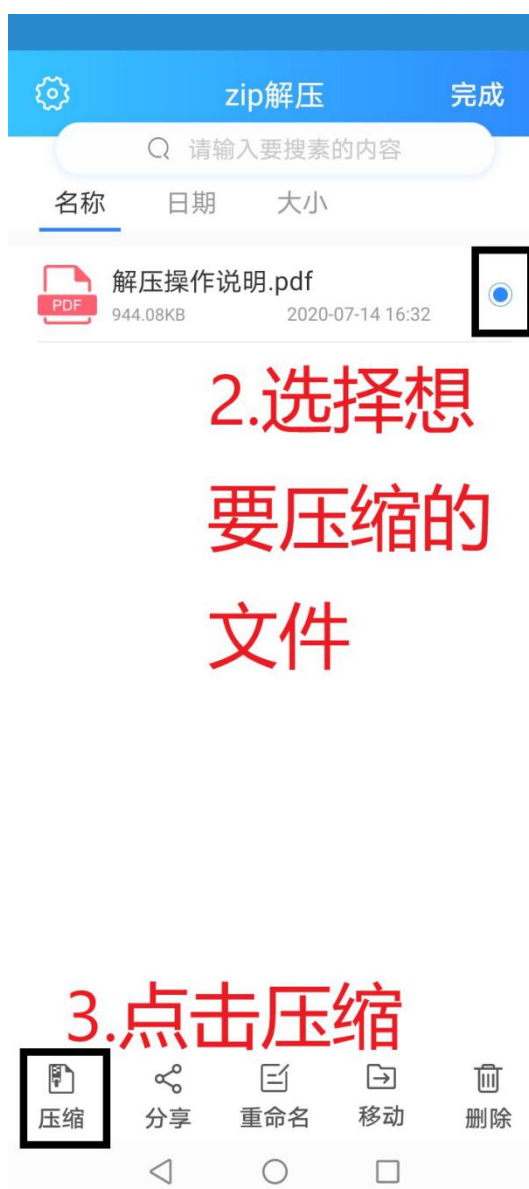 zip解压 完成
请输入要搜素的内容
名称 日期 大小
解压操作说明.pdf
PDF 944.08KB 2020-07-14 16:32
2.选择想
要压缩的
文件
3.点击压缩
压缩 分享 重命名 移动 删除